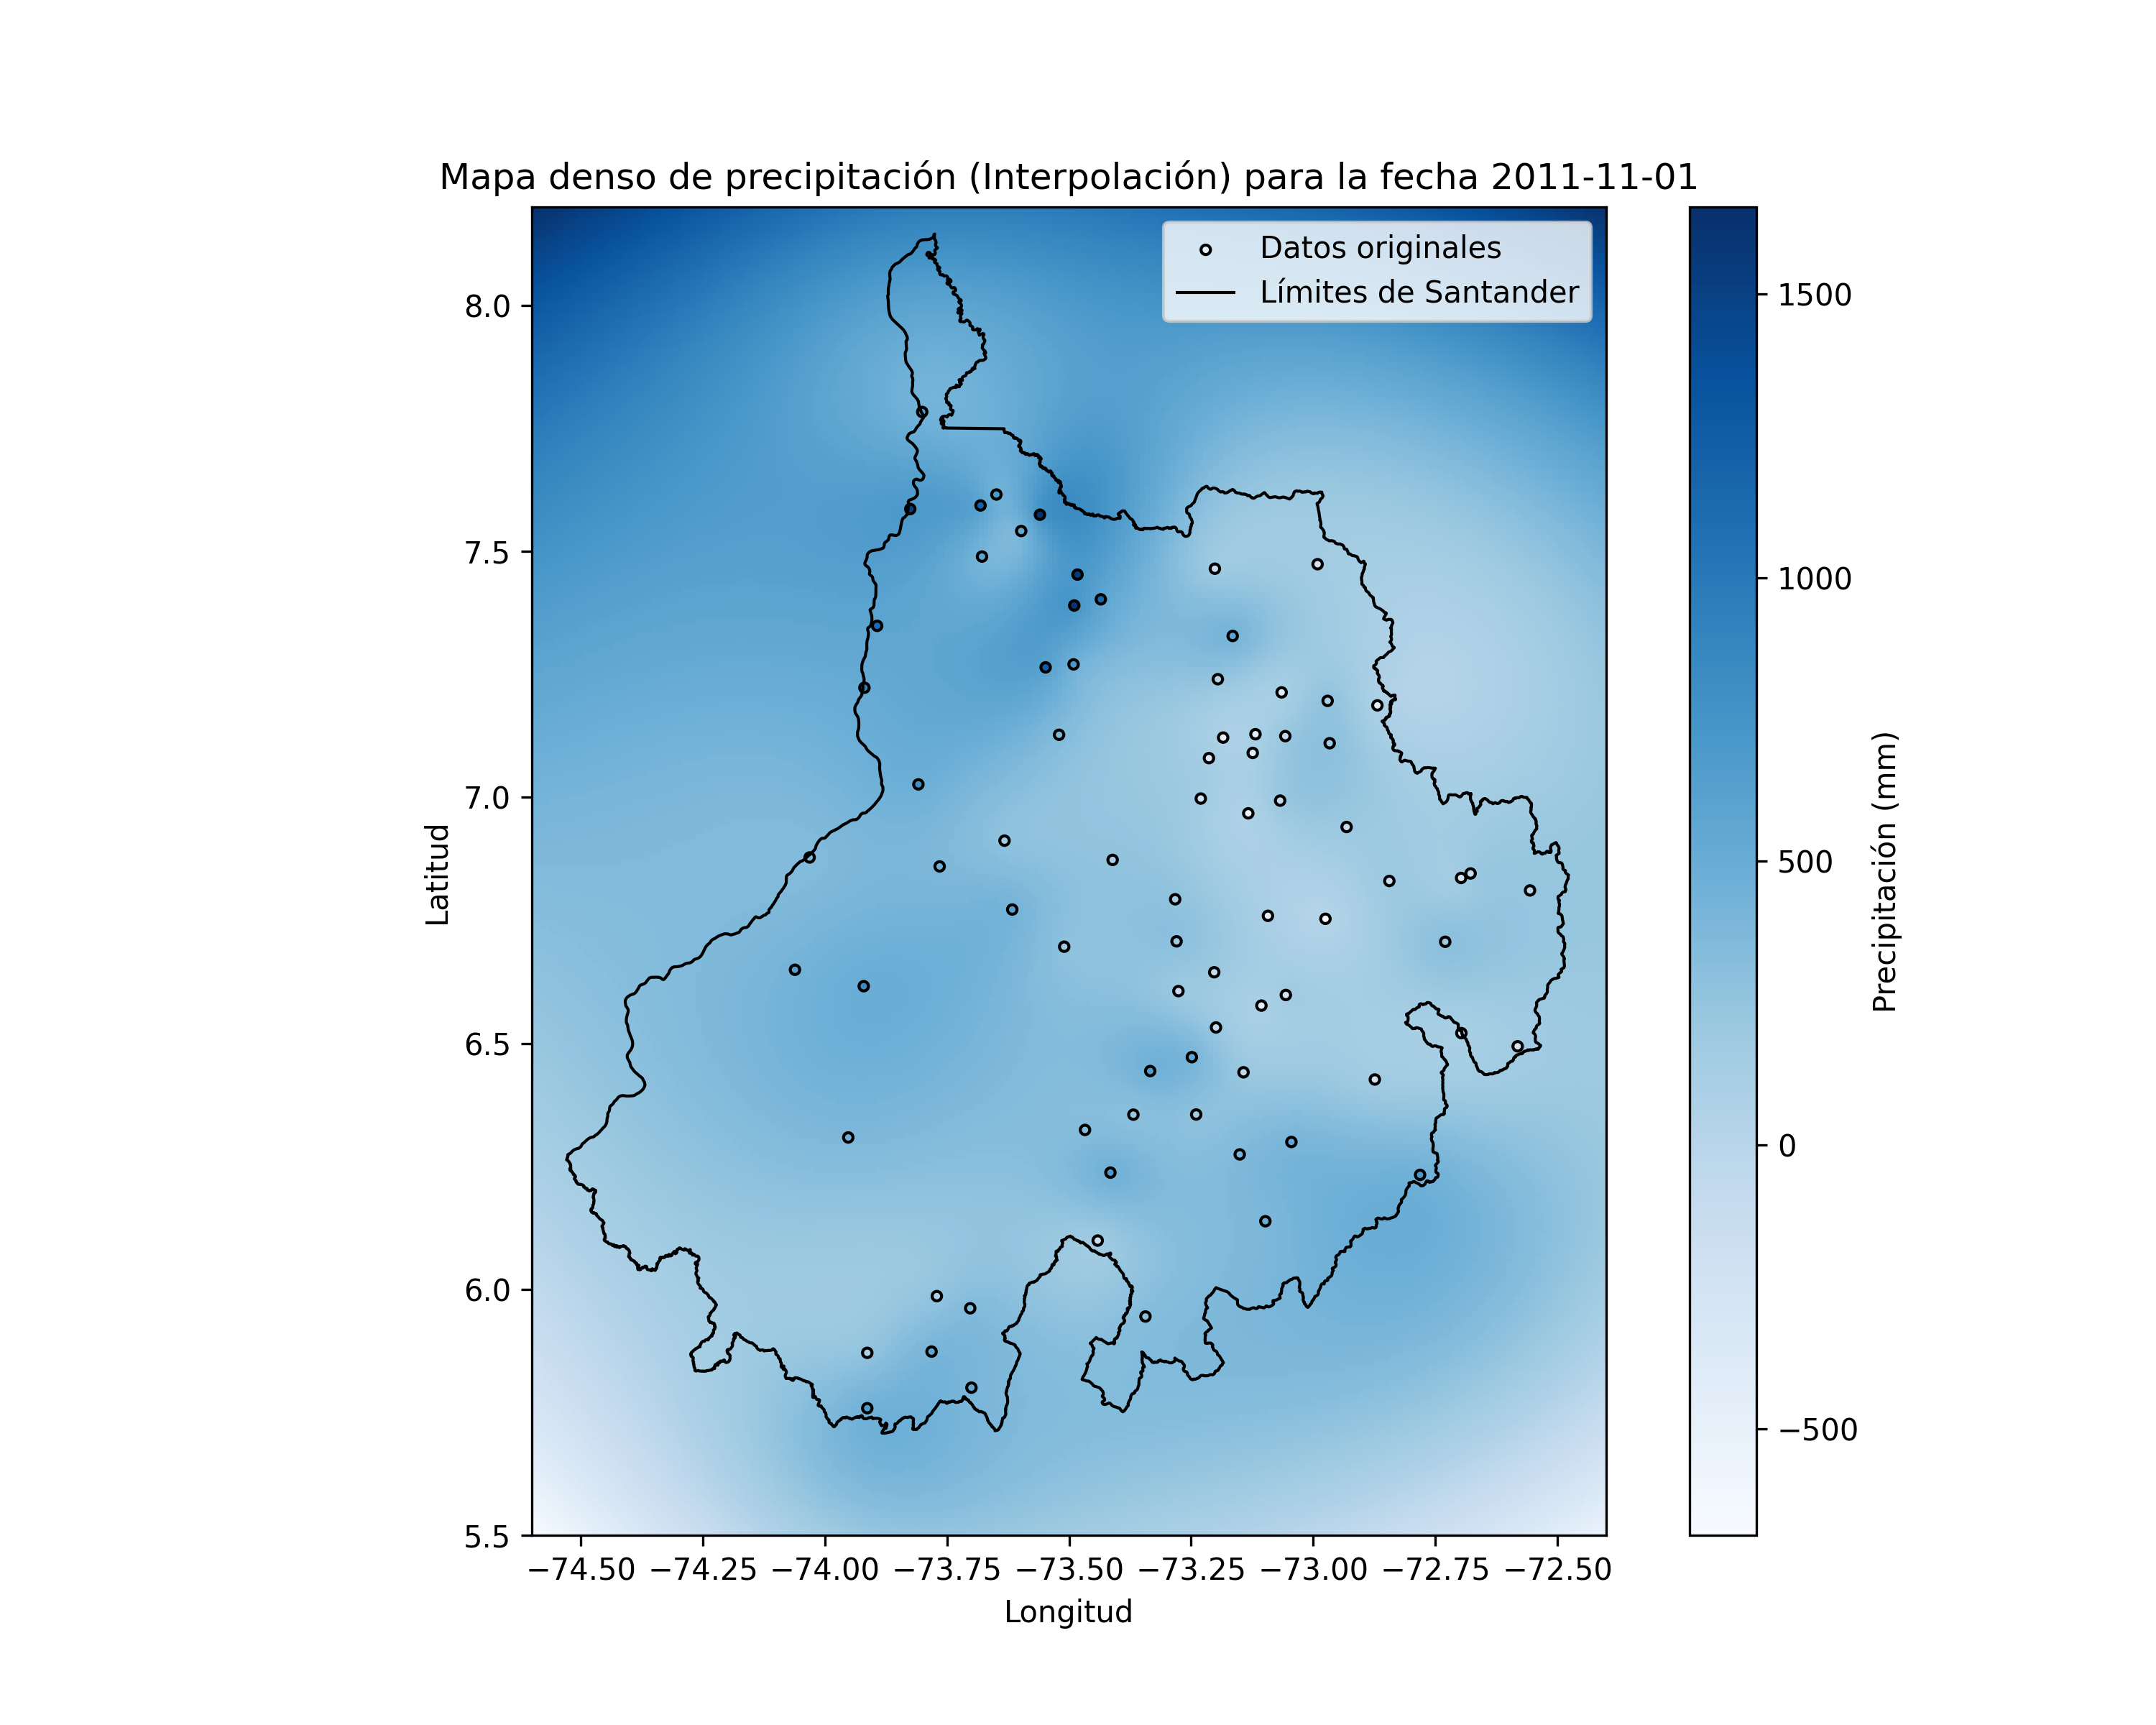 Mapa denso de precipitación (Interpolación) para la fecha 2011-11-01
Datos originales
Límites de Santander
8.0
7.5
7.0
6.5
6.0
5.5
Latitud
−74.50 −74.25 −74.00 −73.75 −73.50 −73.25 −73.00 −72.75 −72.50
Longitud
1500
1000
500
0
−500
Precipitación (mm)